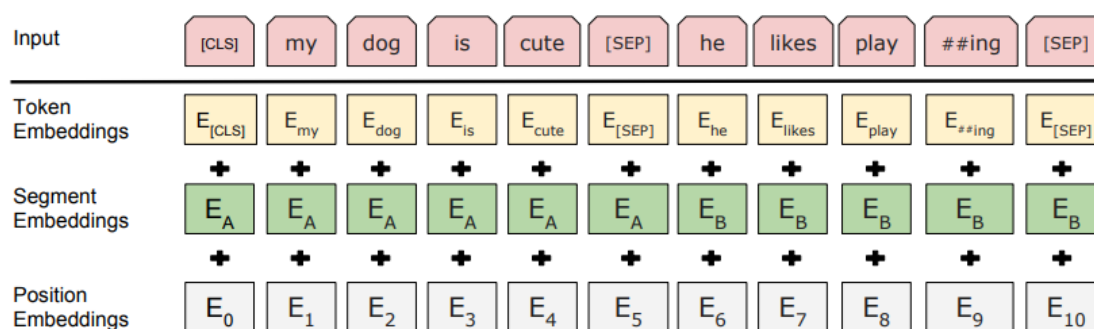 Input [CLS] my dog is cute [SEP] he likes play ##ing [SEP]
Token
Embeddings
E[CLS] Emy Edog Eis Ecute E[SEP] Ehe Elikes Eplay E##ing E[SEP]
+ + + + + + + + + + +
Segment
Embeddings
EA EA EA EA EA EA EB EB EB EB EB
+ + + + + + + + + + +
Position
Embeddings
E0 E1 E2 E3 E4 E5 E6 E7 E8 E9 E10